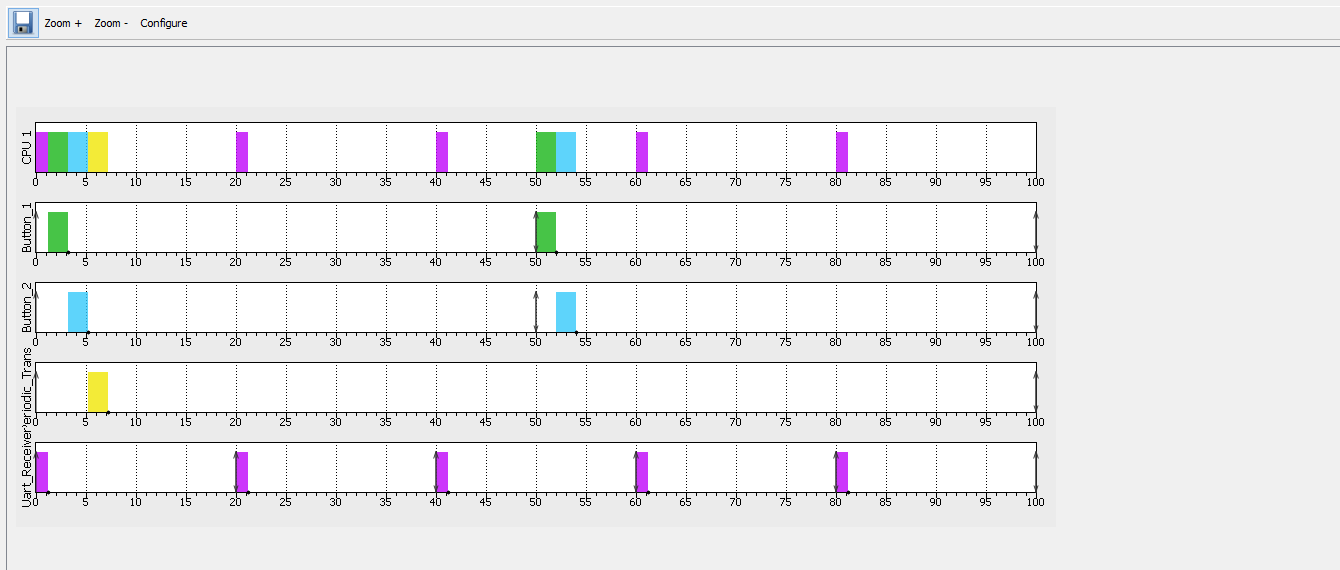 Zoom + Zoom - Configure
CPU 1
0 5 10 15 20 25 30 35 40 45 50 55 60 65 70 75 80 85 90 95 100
Button_1
0 5 10 15 20 25 30 35 40 45 50 55 60 65 70 75 80 85 90 95 100
Button_2
0 5 10 15 20 25 30 35 40 45 50 55 60 65 70 75 80 85 90 95 100
eriodic_Trans
0 5 10 15 20 25 30 35 40 45 50 55 60 65 70 75 80 85 90 95 100
Uart_Receiver
0 5 10 15 20 25 30 35 40 45 50 55 60 65 70 75 80 85 90 95 100